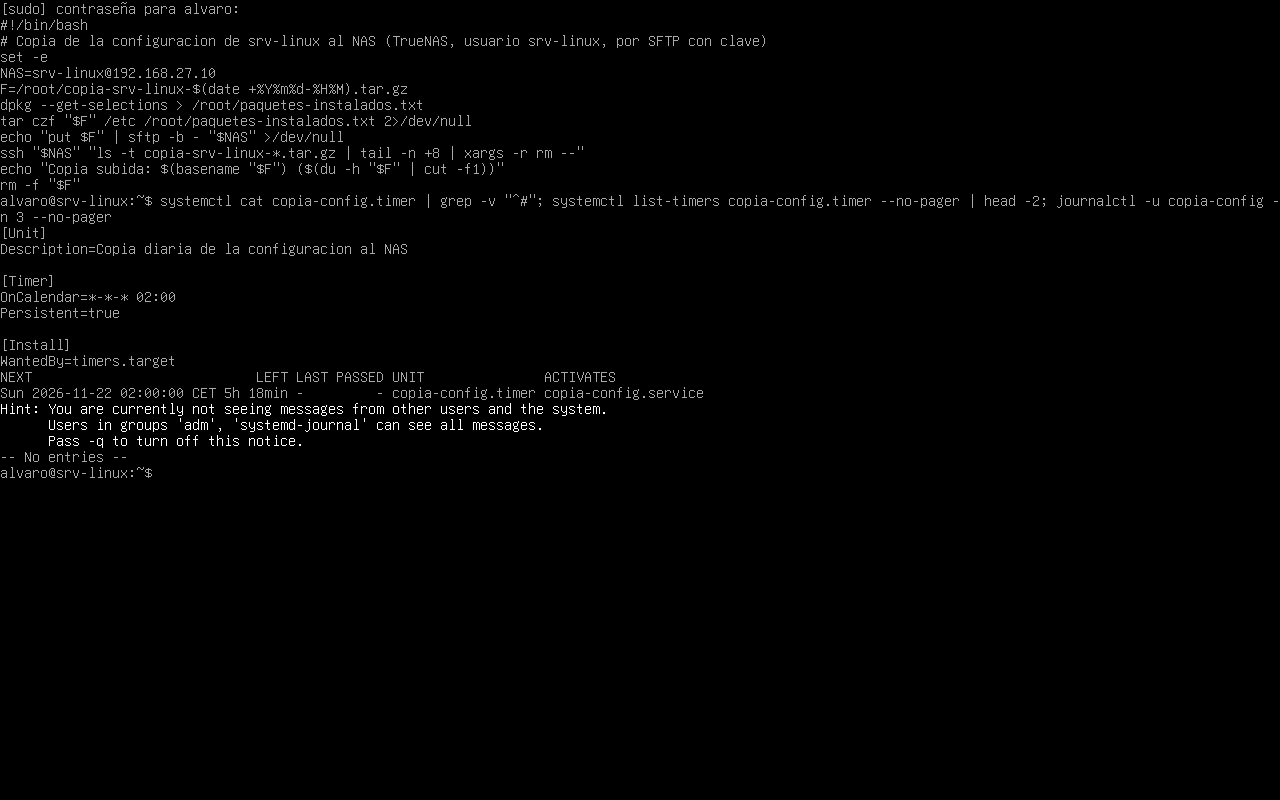 [sudo] contraseña para alvaro:
#!/bin/bash
# Copia de la configuracion de srv-linux al NAS (TrueNAS, usuario srv-linux, por SFTP con clave)
set -e
NAS=srv-linux@192.168.27.10
F=/root/copia-srv-linux-$(date +%Y%m%d-%H%M).tar.gz
dpkg --get-selections > /root/paquetes-instalados.txt
tar czf "$F" /etc /root/paquetes-instalados.txt 2>/dev/null
echo "put $F" | sftp -b - "$NAS" >/dev/null
ssh "$NAS" "ls -t copia-srv-linux-*.tar.gz | tail -n +8 | xargs -r rm --"
echo "Copia subida: $(basename "$F") ($(du -h "$F" | cut -f1))"
rm -f "$F"
alvaro@srv-linux:~$ systemctl cat copia-config.timer | grep -v "^#"; systemctl list-timers copia-config.timer --no-pager | head -2; journalctl -u copia-config -
n 3 --no-pager
[Unit]
Description=Copia diaria de la configuracion al NAS

[Timer]
OnCalendar=*-*-* 02:00
Persistent=true

[Install]
WantedBy=timers.target
NEXT                            LEFT LAST PASSED UNIT               ACTIVATES
Sun 2026-11-22 02:00:00 CET 5h 18min -         - copia-config.timer copia-config.service
Hint: You are currently not seeing messages from other users and the system.
      Users in groups 'adm', 'systemd-journal' can see all messages.
      Pass -q to turn off this notice.
-- No entries --
alvaro@srv-linux:~$